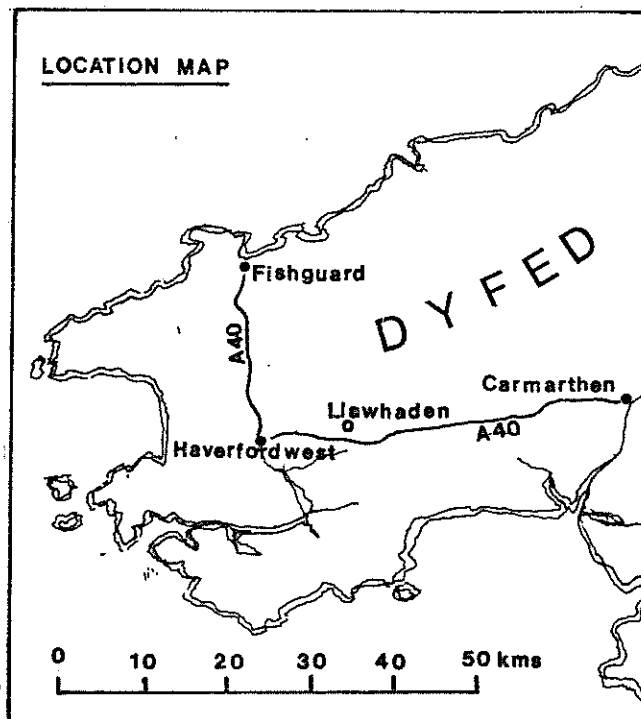 LOCATION MAP
Fishguard
DYFED
A40
Carmarthen
Llawhaden
A40
Haverfordwest
0 10 20 30 40 50 kms